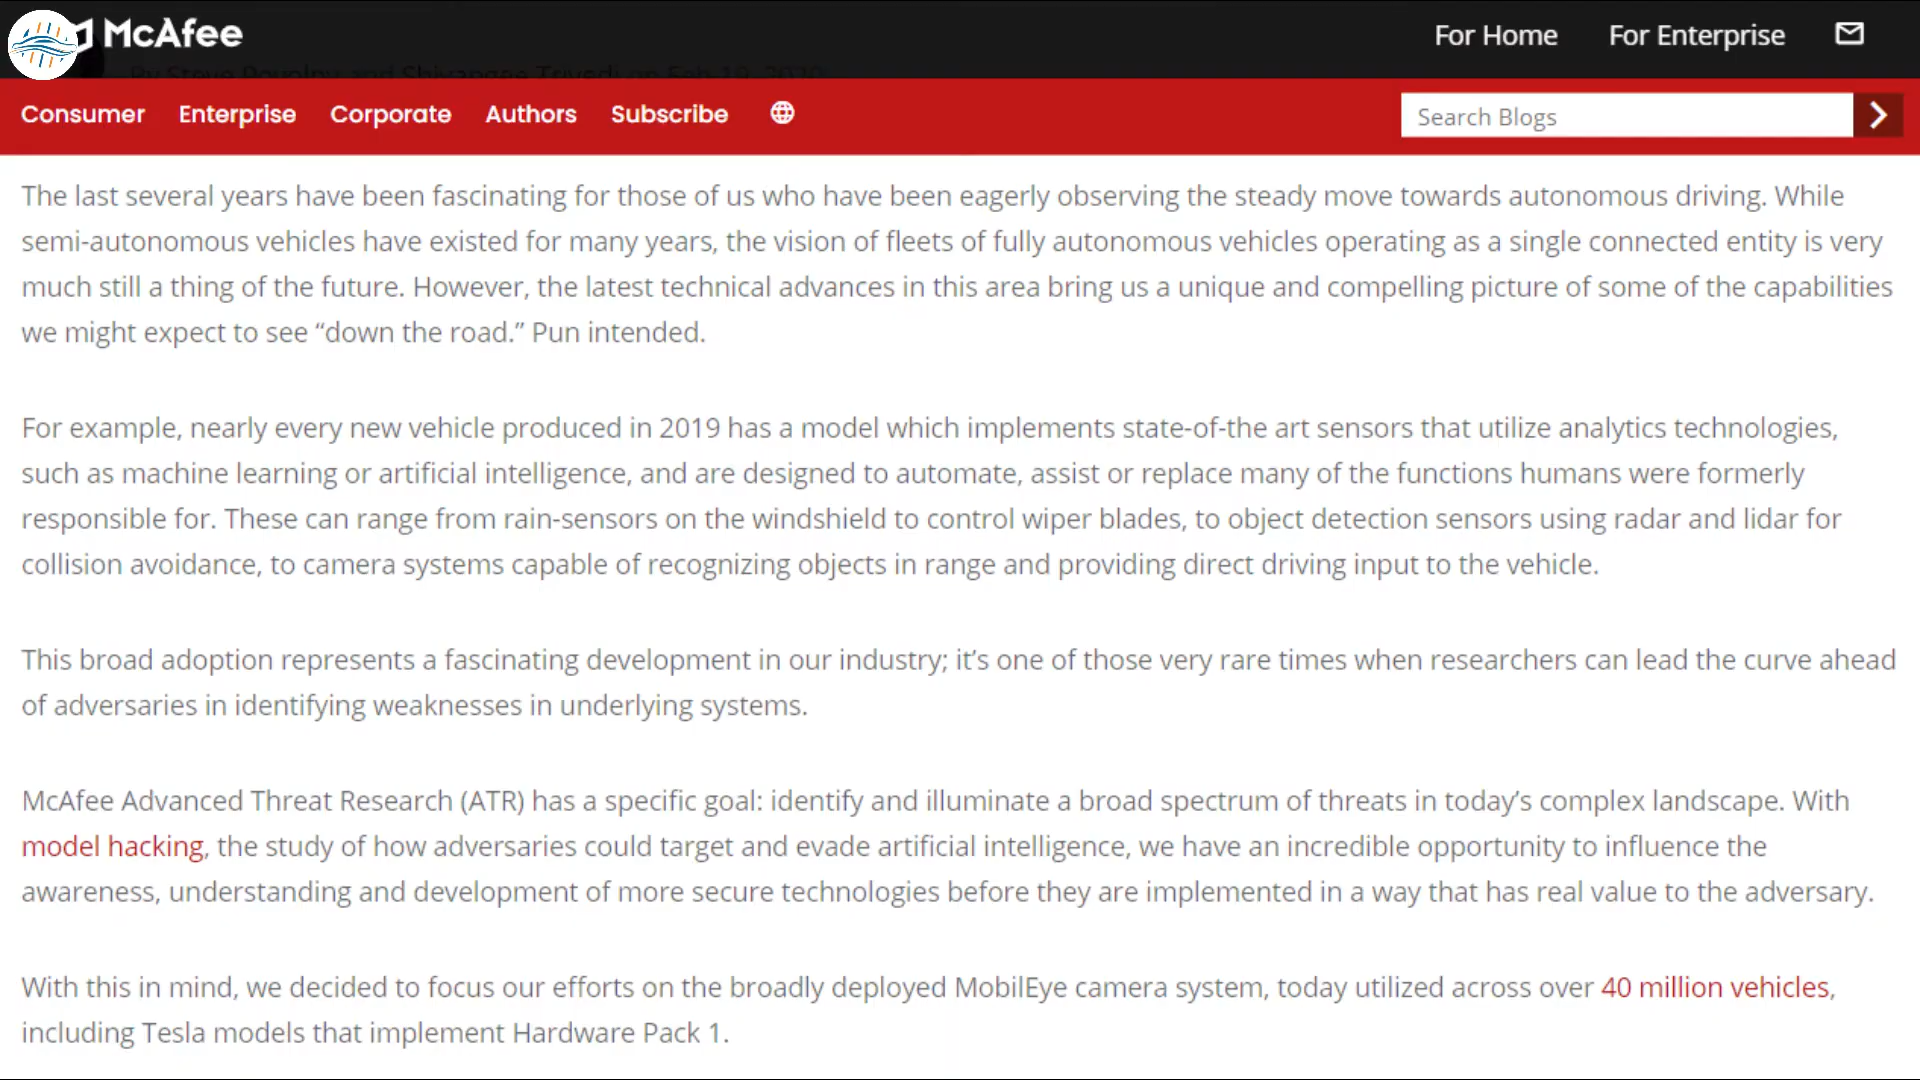 McAfee
For Home
For Enterprise
By Steve Povolny and Shivangee Trivedi on Feb 19, 2020
Consumer
Enterprise
Corporate
Authors
Subscribe
Search Blogs
The last several years have been fascinating for those of us who have been eagerly observing the steady move towards autonomous driving. While
semi-autonomous vehicles have existed for many years, the vision of fleets of fully autonomous vehicles operating as a single connected entity is very
much still a thing of the future. However, the latest technical advances in this area bring us a unique and compelling picture of some of the capabilities
we might expect to see “down the road.” Pun intended.
For example, nearly every new vehicle produced in 2019 has a model which implements state-of-the art sensors that utilize analytics technologies,
such as machine learning or artificial intelligence, and are designed to automate, assist or replace many of the functions humans were formerly
responsible for. These can range from rain-sensors on the windshield to control wiper blades, to object detection sensors using radar and lidar for
collision avoidance, to camera systems capable of recognizing objects in range and providing direct driving input to the vehicle.
This broad adoption represents a fascinating development in our industry; it’s one of those very rare times when researchers can lead the curve ahead
of adversaries in identifying weaknesses in underlying systems.
McAfee Advanced Threat Research (ATR) has a specific goal: identify and illuminate a broad spectrum of threats in today’s complex landscape. With
model hacking, the study of how adversaries could target and evade artificial intelligence, we have an incredible opportunity to influence the
awareness, understanding and development of more secure technologies before they are implemented in a way that has real value to the adversary.
With this in mind, we decided to focus our efforts on the broadly deployed MobilEye camera system, today utilized across over 40 million vehicles,
including Tesla models that implement Hardware Pack 1.